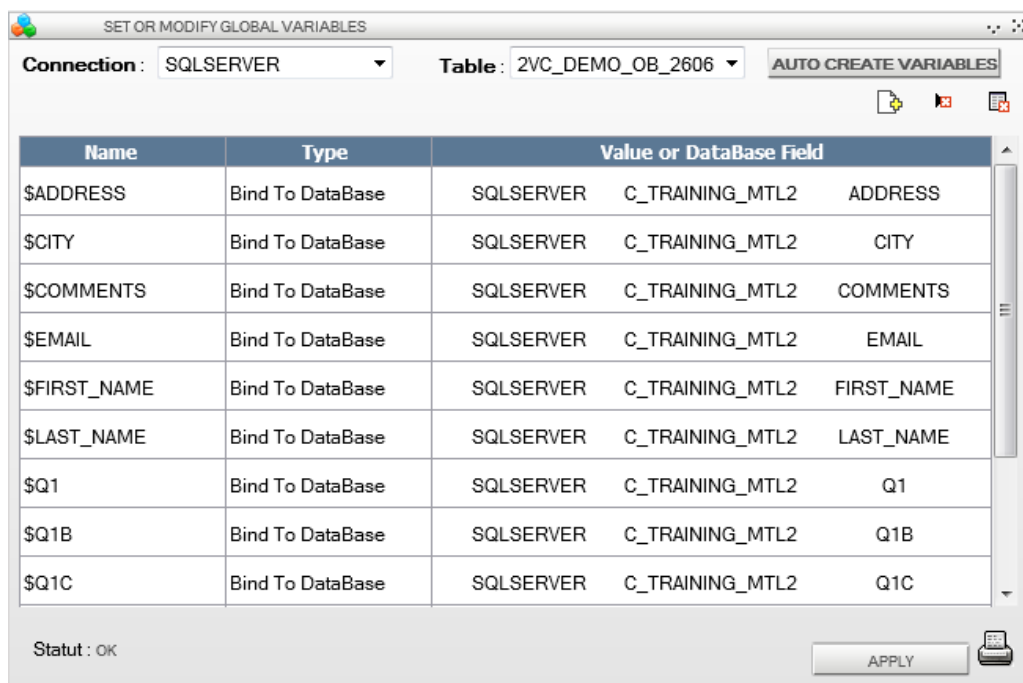 SET OR MODIFY GLOBAL VARIABLES
Connection : SQLSERVER Table : 2VC_DEMO_OB_2606 AUTO CREATE VARIABLES
Name Type Value or DataBase Field
$ADDRESS Bind To DataBase SQLSERVER C_TRAINING_MTL2 ADDRESS
$CITY Bind To DataBase SQLSERVER C_TRAINING_MTL2 CITY
$COMMENTS Bind To DataBase SQLSERVER C_TRAINING_MTL2 COMMENTS
$EMAIL Bind To DataBase SQLSERVER C_TRAINING_MTL2 EMAIL
$FIRST_NAME Bind To DataBase SQLSERVER C_TRAINING_MTL2 FIRST_NAME
$LAST_NAME Bind To DataBase SQLSERVER C_TRAINING_MTL2 LAST_NAME
$Q1 Bind To DataBase SQLSERVER C_TRAINING_MTL2 Q1
$Q1B Bind To DataBase SQLSERVER C_TRAINING_MTL2 Q1B
$Q1C Bind To DataBase SQLSERVER C_TRAINING_MTL2 Q1C
Statut : OK APPLY